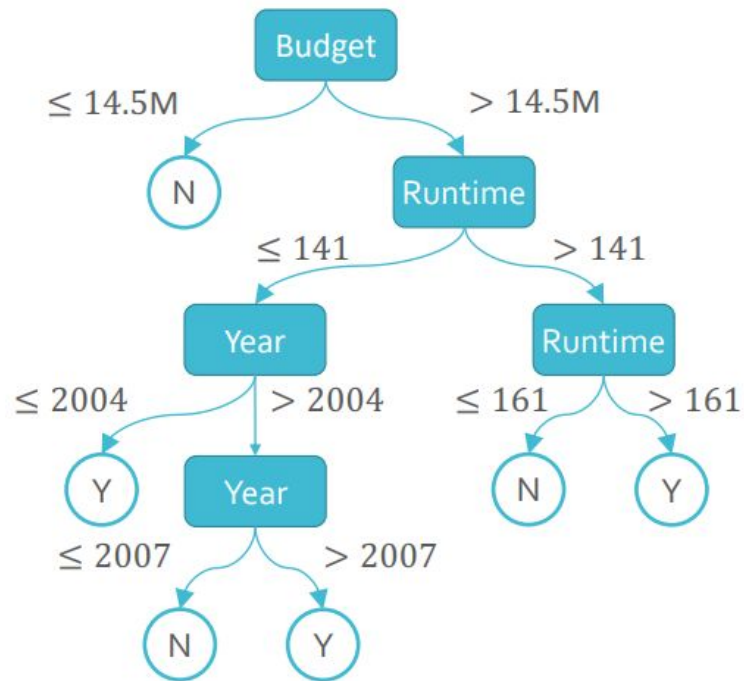 Budget
≤ 14.5M > 14.5M
N Runtime
≤ 141 > 141
Year Runtime
≤ 2004 > 2004 ≤ 161 > 161
Y Year N Y
≤ 2007 > 2007
N Y